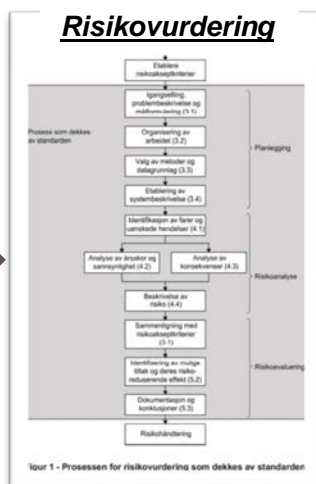 Risikovurdering
Etablere
risikoakseptkriterier
Igangsetting,
problembeskrivelse og
målformulering (3.1)
Prosess som dekkes
av standarden
Organisering av
arbeidet (3.2)
Planlegging
Valg av metoder og
datagrunnlag (3.3)
Etablering av
systembeskrivelse (3.4)
Identifikasjon av farer og
uønskede hendelser (4.1)
Analyse av årsaker og
sannsynlighet (4.2)
Analyse av
konsekvenser (4.3)
Risikoanalyse
Beskrivelse av
risiko (4.4)
Sammenligning med
risikoakseptkriterier
Identifisering av mulige
tiltak og deres risiko-
reduserende effekt (5.2)
Risikoevaluering
Dokumentasjon og
konklusjoner (5.3)
Risikohåndtering
igur 1 - Prosessen for risikovurdering som dekkes av standarden